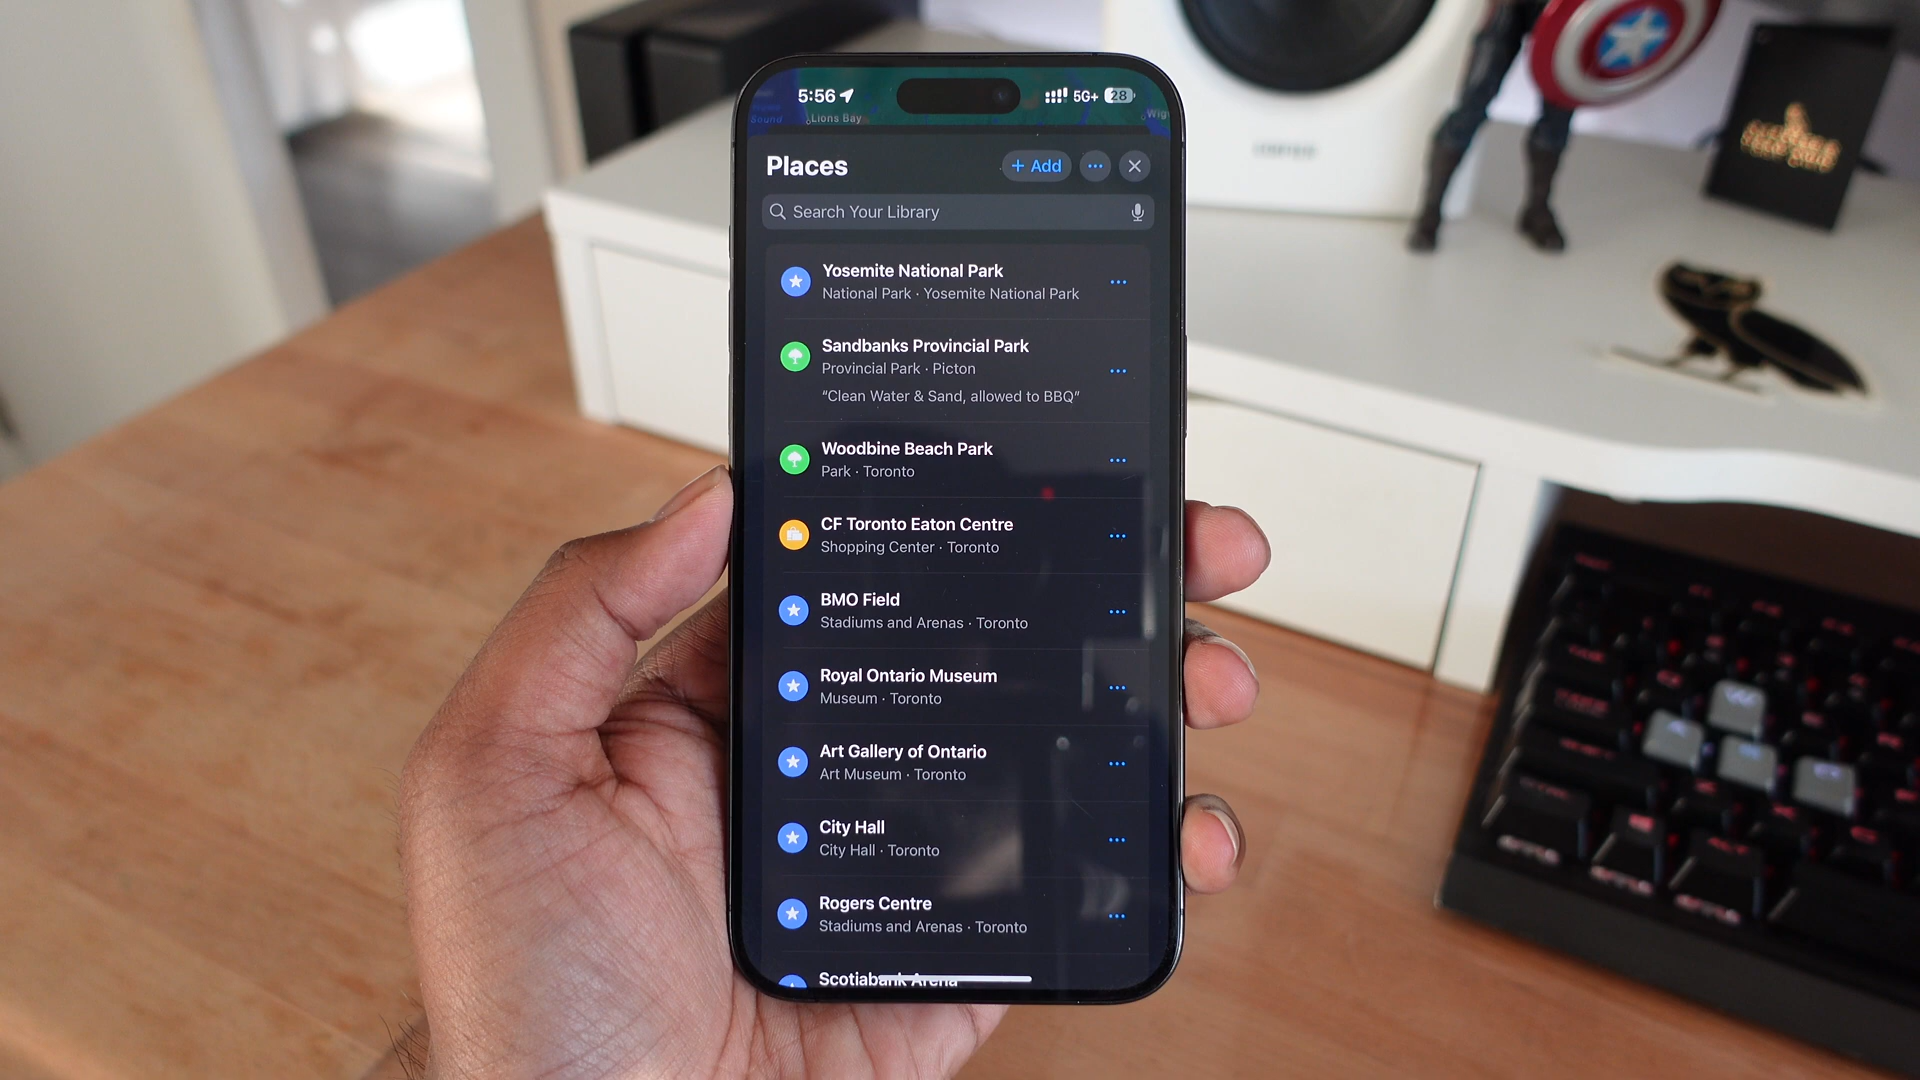 5:56 5G+ 28
Sound Lions Bay Wig
Places + Add
Search Your Library
Yosemite National Park
National Park · Yosemite National Park
Sandbanks Provincial Park
Provincial Park · Picton
“Clean Water & Sand, allowed to BBQ”
Woodbine Beach Park
Park · Toronto
CF Toronto Eaton Centre
Shopping Center · Toronto
BMO Field
Stadiums and Arenas · Toronto
Royal Ontario Museum
Museum · Toronto
Art Gallery of Ontario
Art Museum · Toronto
City Hall
City Hall · Toronto
Rogers Centre
Stadiums and Arenas · Toronto
Scotiabank Arena
EDIFIER